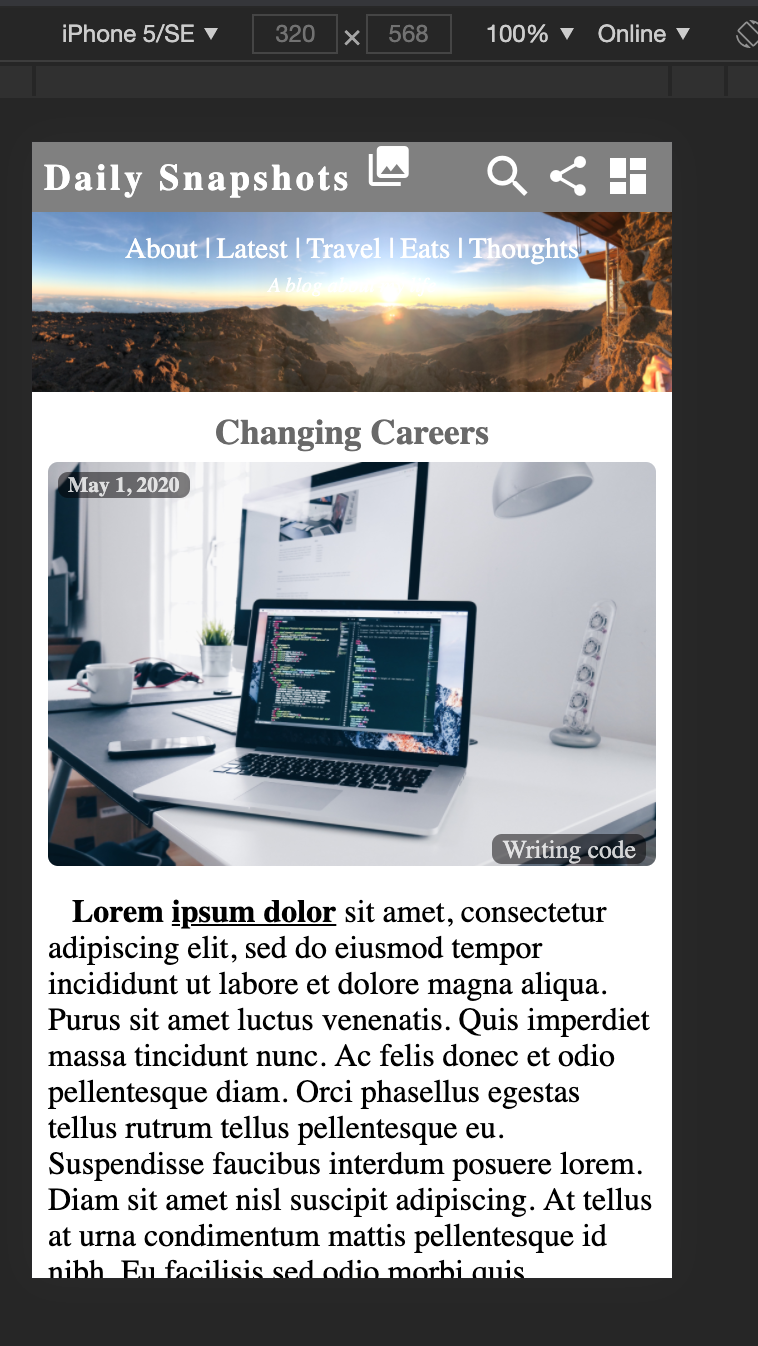 iPhone 5/SE ▼ 320 × 568 100% ▼ Online ▼
Daily Snapshots
About | Latest | Travel | Eats | Thoughts
A blog
Changing Careers
May 1, 2020
Writing code
Lorem ipsum dolor sit amet, consectetur
adipiscing elit, sed do eiusmod tempor
incididunt ut labore et dolore magna aliqua.
Purus sit amet luctus venenatis. Quis imperdiet
massa tincidunt nunc. Ac felis donec et odio
pellentesque diam. Orci phasellus egestas
tellus rutrum tellus pellentesque eu.
Suspendisse faucibus interdum posuere lorem.
Diam sit amet nisl suscipit adipiscing. At tellus
at urna condimentum mattis pellentesque id
nibh. Eu facilisis sed odio morbi quis